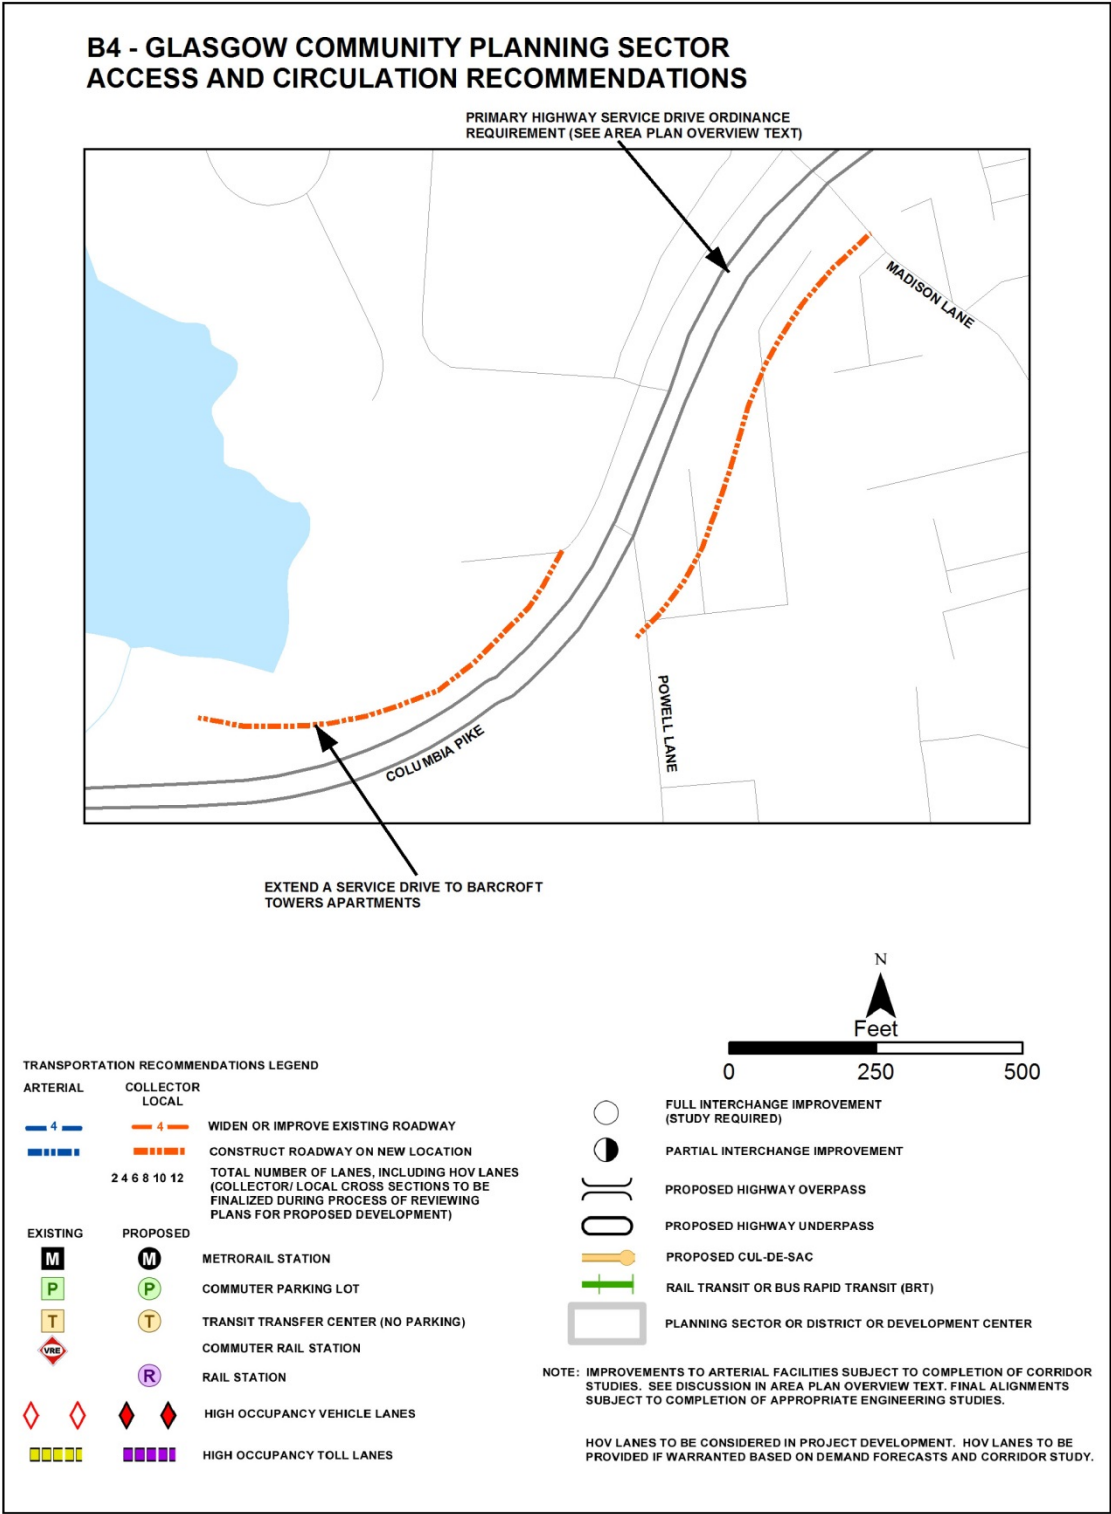 B4 - GLASGOW COMMUNITY PLANNING SECTOR
ACCESS AND CIRCULATION RECOMMENDATIONS
PRIMARY HIGHWAY SERVICE DRIVE ORDINANCE
REQUIREMENT (SEE AREA PLAN OVERVIEW TEXT)
MADISON LANE
POWELL LANE
COLUMBIA PIKE
EXTEND A SERVICE DRIVE TO BARCROFT
TOWERS APARTMENTS
N
Feet
0 250 500
TRANSPORTATION RECOMMENDATIONS LEGEND
ARTERIAL COLLECTOR
LOCAL
4 4 WIDEN OR IMPROVE EXISTING ROADWAY
CONSTRUCT ROADWAY ON NEW LOCATION
2 4 6 8 10 12 TOTAL NUMBER OF LANES, INCLUDING HOV LANES
(COLLECTOR/ LOCAL CROSS SECTIONS TO BE
FINALIZED DURING PROCESS OF REVIEWING
PLANS FOR PROPOSED DEVELOPMENT)
EXISTING PROPOSED
M M METRORAIL STATION
P P COMMUTER PARKING LOT
T T TRANSIT TRANSFER CENTER (NO PARKING)
VRE COMMUTER RAIL STATION
R RAIL STATION
HIGH OCCUPANCY VEHICLE LANES
HIGH OCCUPANCY TOLL LANES
FULL INTERCHANGE IMPROVEMENT
(STUDY REQUIRED)
PARTIAL INTERCHANGE IMPROVEMENT
PROPOSED HIGHWAY OVERPASS
PROPOSED HIGHWAY UNDERPASS
PROPOSED CUL-DE-SAC
RAIL TRANSIT OR BUS RAPID TRANSIT (BRT)
PLANNING SECTOR OR DISTRICT OR DEVELOPMENT CENTER
NOTE: IMPROVEMENTS TO ARTERIAL FACILITIES SUBJECT TO COMPLETION OF CORRIDOR
STUDIES. SEE DISCUSSION IN AREA PLAN OVERVIEW TEXT. FINAL ALIGNMENTS
SUBJECT TO COMPLETION OF APPROPRIATE ENGINEERING STUDIES.
HOV LANES TO BE CONSIDERED IN PROJECT DEVELOPMENT. HOV LANES TO BE
PROVIDED IF WARRANTED BASED ON DEMAND FORECASTS AND CORRIDOR STUDY.